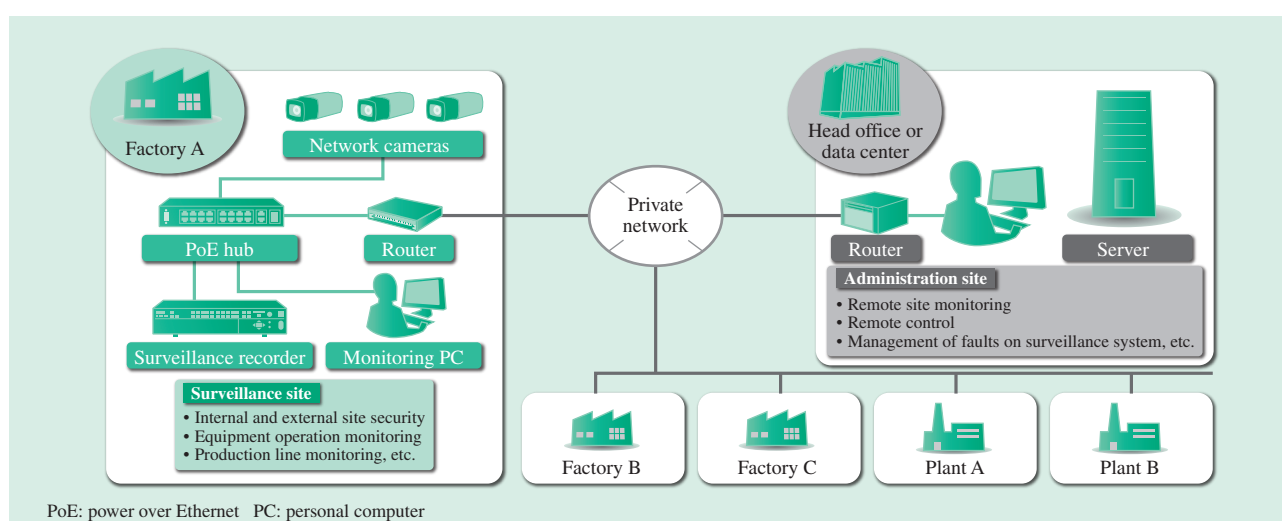 Factory A
Network cameras
PoE hub
Router
Surveillance recorder
Monitoring PC
Surveillance site
• Internal and external site security
• Equipment operation monitoring
• Production line monitoring, etc.
Private
network
Head office or
data center
Router
Server
Administration site
• Remote site monitoring
• Remote control
• Management of faults on surveillance system, etc.
Factory B
Factory C
Plant A
Plant B
PoE: power over Ethernet PC: personal computer